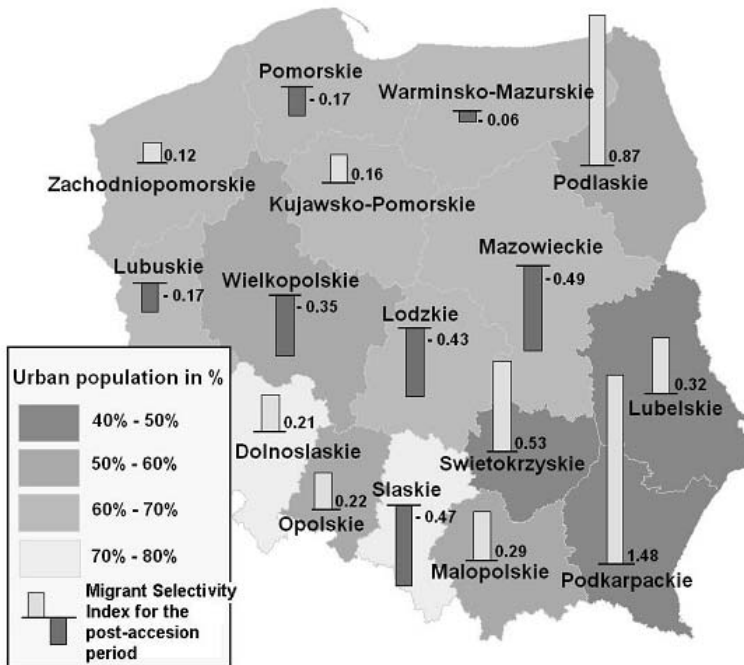 Pomorskie
- 0.17
Warminsko-Mazurskie
- 0.06
0.87
Podlaskie
0.12
Zachodniopomorskie
0.16
Kujawsko-Pomorskie
Mazowieckie
- 0.49
Lubuskie
- 0.17
Wielkopolskie
- 0.35
Lodzkie
- 0.43
0.32
Lubelskie
0.21
Dolnoslaskie
0.53
Swietokrzyskie
0.22
Opolskie
Slaskie
- 0.47
0.29
Malopolskie
1.48
Podkarpackie
Urban population in %
40% - 50%
50% - 60%
60% - 70%
70% - 80%
Migrant Selectivity
Index for the
post-accesion
period